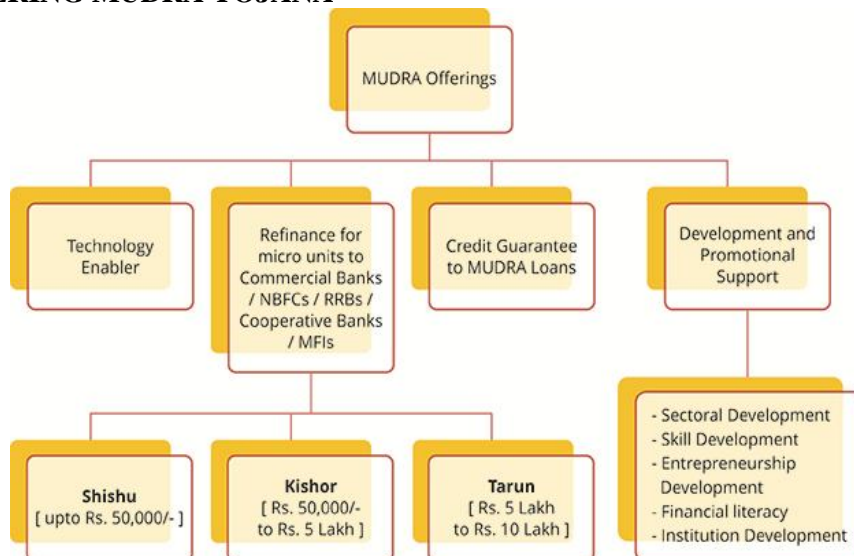 MUDRA YOJANA
MUDRA Offerings
Technology
Enabler
Refinance for
micro units to
Commercial Banks
/ NBFCs / RRBs /
Cooperative Banks
/ MFIs
Credit Guarantee
to MUDRA Loans
Development and
Promotional
Support
Shishu
[ upto Rs. 50,000/- ]
Kishor
[ Rs. 50,000/-
to Rs. 5 Lakh ]
Tarun
[ Rs. 5 Lakh
to Rs. 10 Lakh ]
- Sectoral Development
- Skill Development
- Entrepreneurship
Development
- Financial literacy
- Institution Development